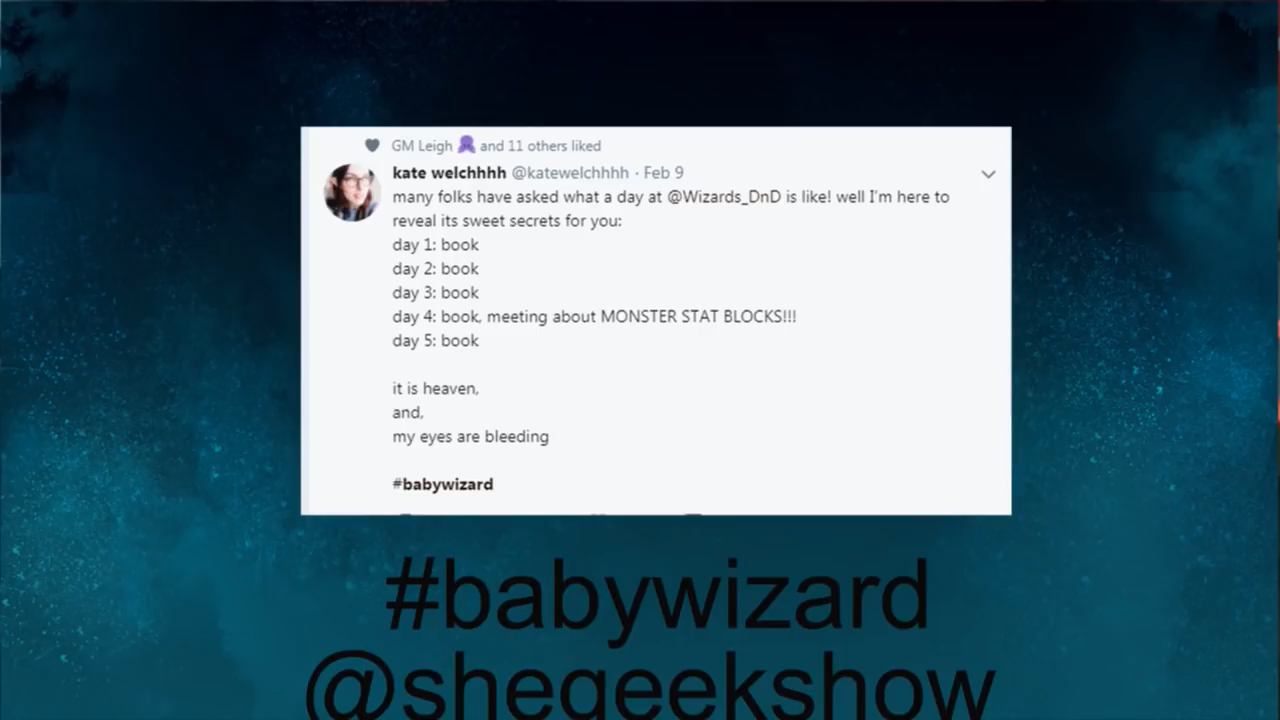 GM Leigh and 11 others liked
kate welchhhh @katewelchhhh · Feb 9
many folks have asked what a day at @Wizards_DnD is like! well I'm here to
reveal its sweet secrets for you:
day 1: book
day 2: book
day 3: book
day 4: book, meeting about MONSTER STAT BLOCKS!!!
day 5: book
it is heaven,
and,
my eyes are bleeding
#babywizard
#babywizard
@shegeekshow